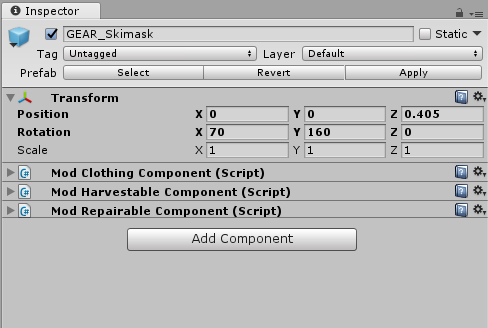 Inspector
GEAR_Skimask Static
Tag Untagged Layer Default
Prefab Select Revert Apply
Transform
Position X 0 Y 0 Z 0.405
Rotation X 70 Y 160 Z 0
Scale X 1 Y 1 Z 1
Mod Clothing Component (Script)
Mod Harvestable Component (Script)
Mod Repairable Component (Script)
Add Component